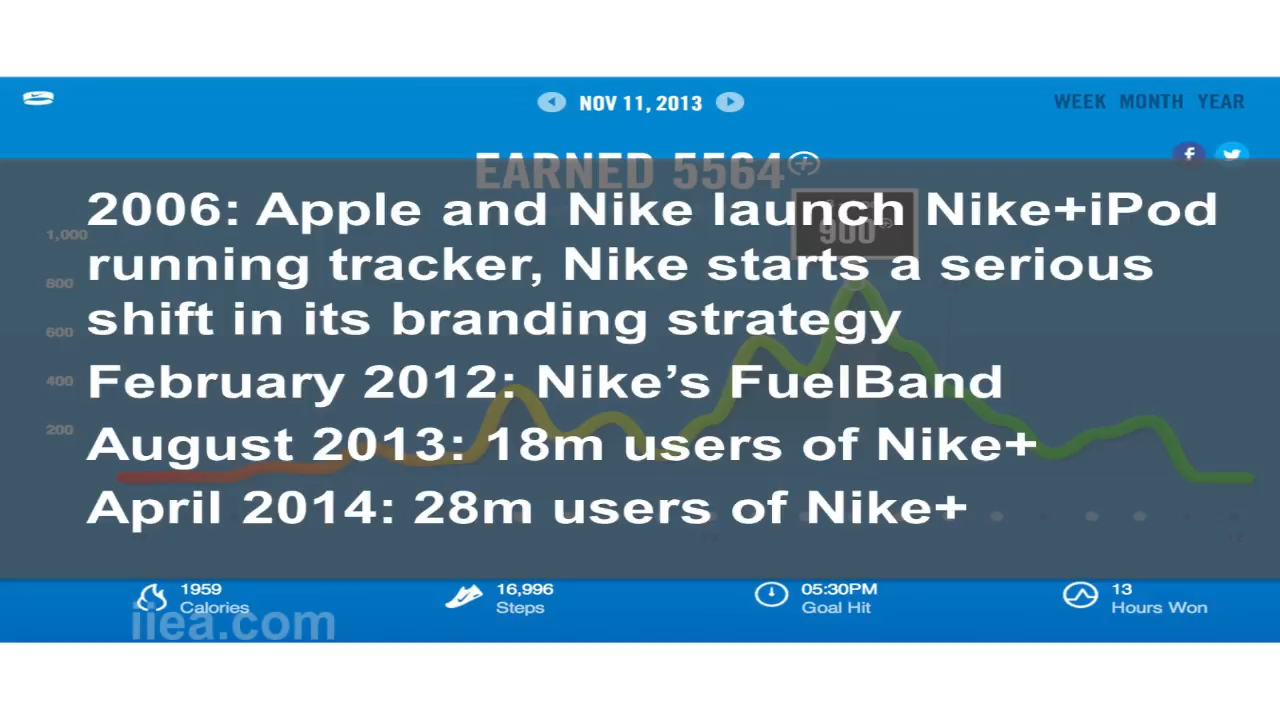 NOV 11, 2013
WEEK MONTH YEAR
EARNED 5564
2006: Apple and Nike launch Nike+iPod
running tracker, Nike starts a serious
shift in its branding strategy
February 2012: Nike’s FuelBand
August 2013: 18m users of Nike+
April 2014: 28m users of Nike+
900
1,000
800
600
400
200
1959
Calories
16,996
Steps
05:30PM
Goal Hit
13
Hours Won
iiea.com